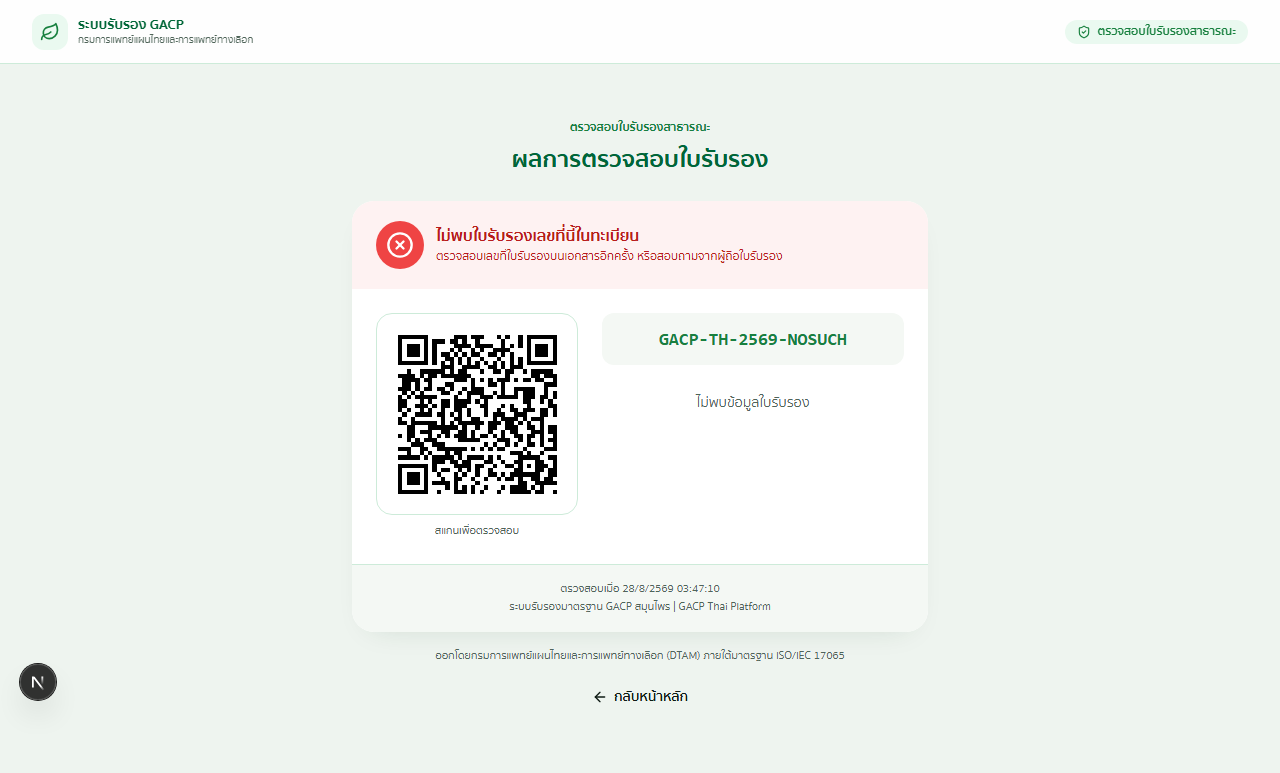 ระบบรับรอง GACP
กรมการแพทย์แผนไทยและการแพทย์ทางเลือก
ตรวจสอบใบรับรองสาธารณะ
ตรวจสอบใบรับรองสาธารณะ
ผลการตรวจสอบใบรับรอง
ไม่พบใบรับรองเลขที่นี้ในทะเบียน
ตรวจสอบเลขที่ใบรับรองบนเอกสารอีกครั้ง หรือสอบถามจากผู้ถือใบรับรอง
GACP-TH-2569-NOSUCH
ไม่พบข้อมูลใบรับรอง
สแกนเพื่อตรวจสอบ
ตรวจสอบเมื่อ 28/8/2569 03:47:10
ระบบรับรองมาตรฐาน GACP สมุนไพร | GACP Thai Platform
ออกโดยกรมการแพทย์แผนไทยและการแพทย์ทางเลือก (DTAM) ภายใต้มาตรฐาน ISO/IEC 17065
N
← กลับหน้าหลัก